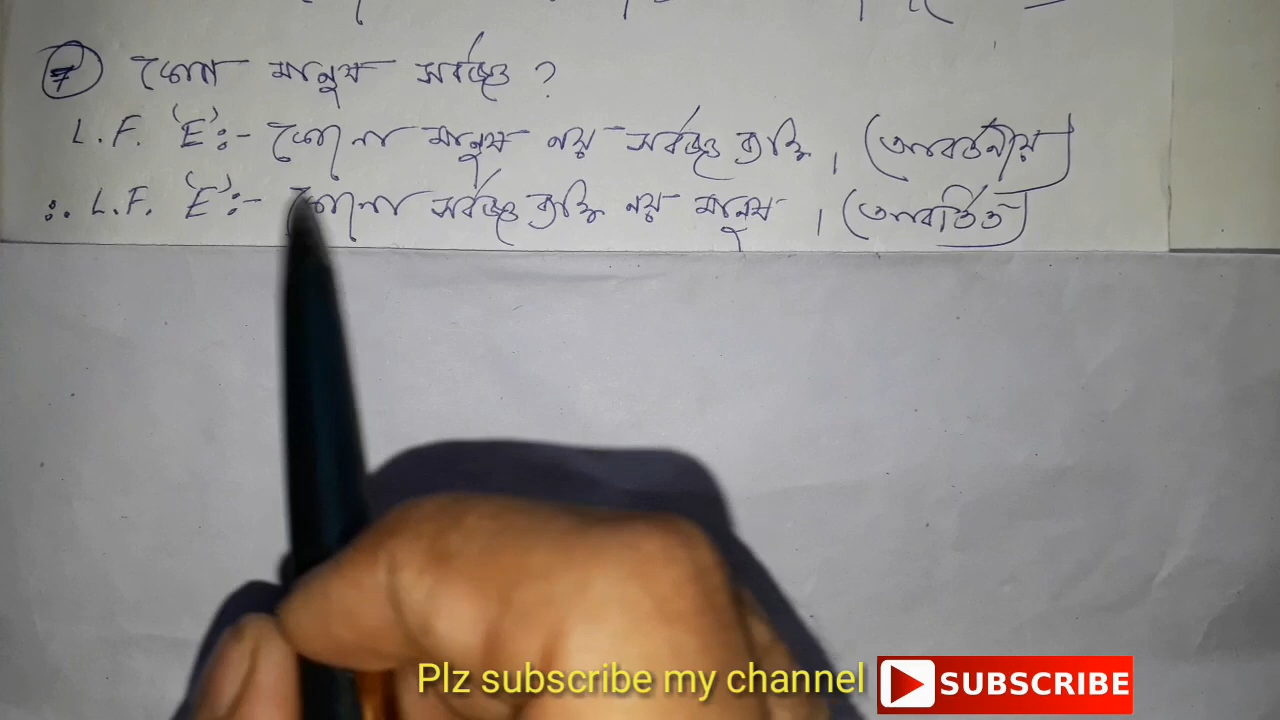 ⑦ কোন মানুষ সর্বজ্ঞ ?
L.F. 'E':- কোনো মানুষ নয় সর্বজ্ঞ ব্যক্তি । (আবর্তনীয়)
∴ L.F. 'E':- কোনো সর্বজ্ঞ ব্যক্তি নয় মানুষ । (আবর্তিত)
Plz subscribe my channel
SUBSCRIBE